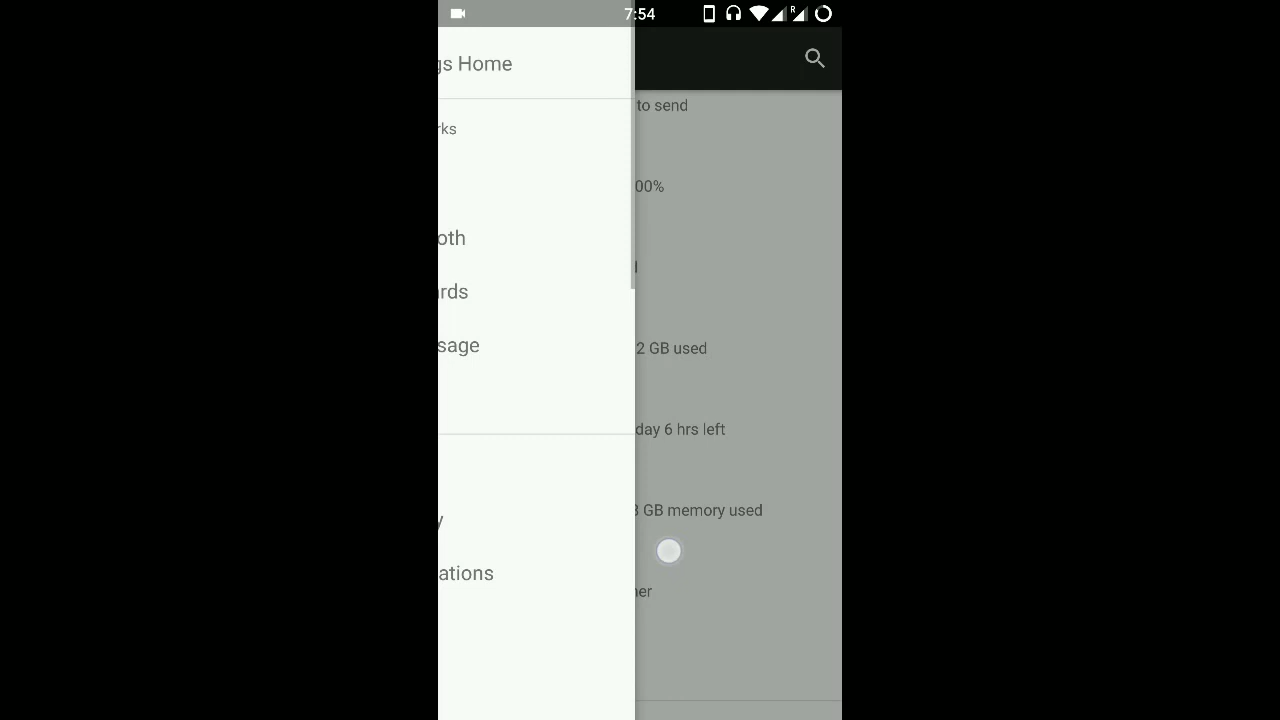 7:54
R
gs Home
to send
rks
00%
oth
ards
2 GB used
sage
day 6 hrs left
GB memory used
y
ations
er